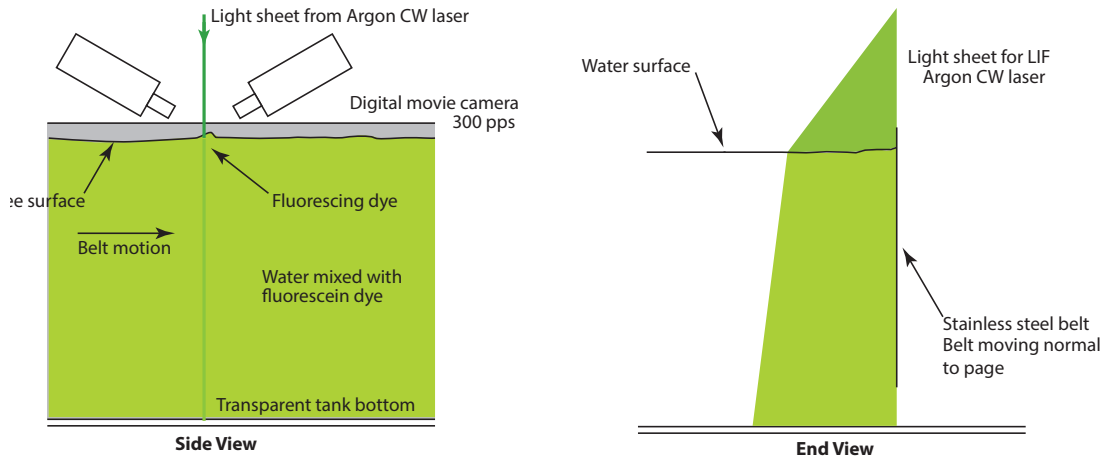 Light sheet from Argon CW laser
Digital movie camera
300 pps
ee surface
Fluorescing dye
Belt motion
Water mixed with
fluorescein dye
Transparent tank bottom
Side View
Water surface
Light sheet for LIF
Argon CW laser
Stainless steel belt
Belt moving normal
to page
End View